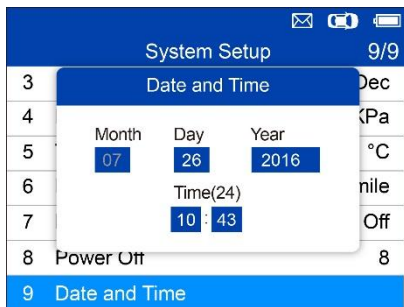 System Setup 9/9
3 Dec
Date and Time
4 KPa
Month Day Year
5 °C
07 26 2016
6 mile
Time(24)
7 Off
10 : 43
8 Power Off 8
9 Date and Time